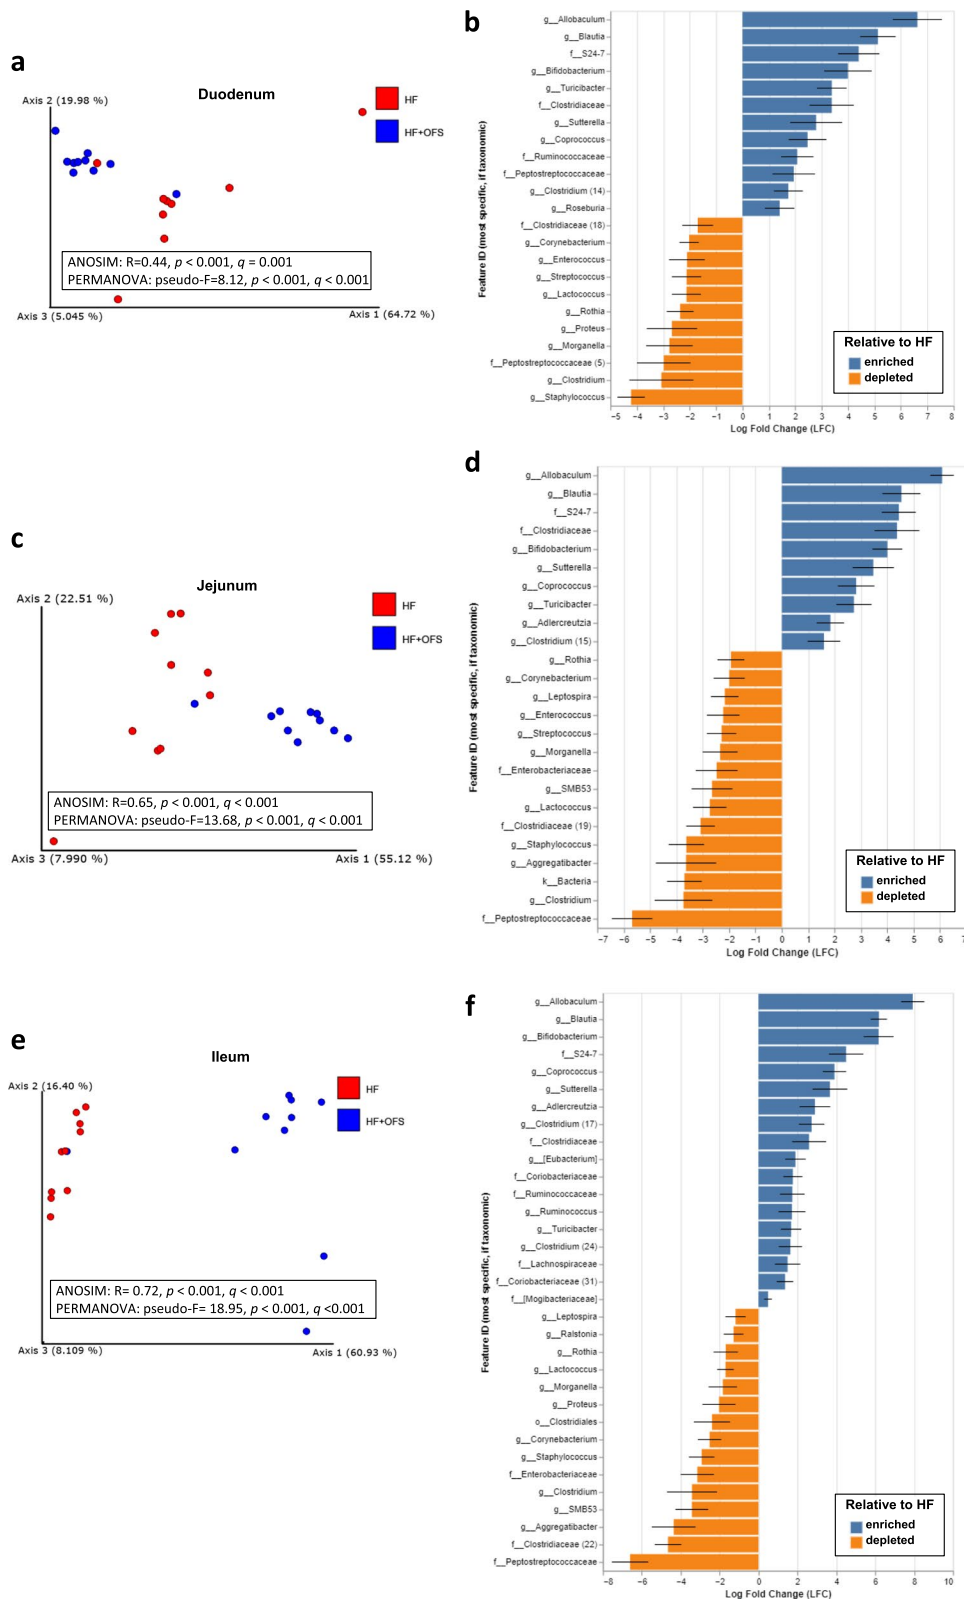 a
Duodenum
HF
HF+OFS
Axis 2 (19.98 %)
ANOSIM: R=0.44, p < 0.001, q = 0.001
PERMANOVA: pseudo-F=8.12, p < 0.001, q < 0.001
Axis 3 (5.045 %)
Axis 1 (64.72 %)
b
Feature ID (most specific, if taxonomic)
g__Allobaculum
g__Blautia
f__S24-7
g__Bifidobacterium
g__Turicibacter
f__Clostridiaceae
g__Sutterella
g__Coprococcus
f__Ruminococcaceae
f__Peptostreptococcaceae
g__Clostridium (14)
g__Roseburia
f__Clostridiaceae (18)
g__Corynebacterium
g__Enterococcus
g__Streptococcus
g__Lactococcus
g__Rothia
g__Proteus
g__Morganella
f__Peptostreptococcaceae (5)
g__Clostridium
g__Staphylococcus
Relative to HF
enriched
depleted
−5 −4 −3 −2 −1 0 1 2 3 4 5 6 7 8
Log Fold Change (LFC)
c
Jejunum
HF
HF+OFS
Axis 2 (22.51 %)
ANOSIM: R=0.65, p < 0.001, q < 0.001
PERMANOVA: pseudo-F=13.68, p < 0.001, q < 0.001
Axis 3 (7.990 %)
Axis 1 (55.12 %)
d
Feature ID (most specific, if taxonomic)
g__Allobaculum
g__Blautia
f__S24-7
f__Clostridiaceae
g__Bifidobacterium
g__Sutterella
g__Coprococcus
g__Turicibacter
g__Adlercreutzia
g__Clostridium (15)
g__Rothia
g__Corynebacterium
g__Leptospira
g__Enterococcus
g__Streptococcus
g__Morganella
f__Enterobacteriaceae
g__SMB53
g__Lactococcus
f__Clostridiaceae (19)
g__Staphylococcus
g__Aggregatibacter
k__Bacteria
g__Clostridium
f__Peptostreptococcaceae
Relative to HF
enriched
depleted
−7 −6 −5 −4 −3 −2 −1 0 1 2 3 4 5 6 7
Log Fold Change (LFC)
e
Ileum
HF
HF+OFS
Axis 2 (16.40 %)
ANOSIM: R= 0.72, p < 0.001, q < 0.001
PERMANOVA: pseudo-F= 18.95, p < 0.001, q <0.001
Axis 3 (8.109 %)
Axis 1 (60.93 %)
f
Feature ID (most specific, if taxonomic)
g__Allobaculum
g__Blautia
g__Bifidobacterium
f__S24-7
g__Coprococcus
g__Sutterella
g__Adlercreutzia
g__Clostridium (17)
f__Clostridiaceae
g__[Eubacterium]
f__Coriobacteriaceae
f__Ruminococcaceae
g__Ruminococcus
g__Turicibacter
g__Clostridium (24)
f__Lachnospiraceae
f__Coriobacteriaceae (31)
f__[Mogibacteriaceae]
g__Leptospira
g__Ralstonia
g__Rothia
g__Lactococcus
g__Morganella
g__Proteus
o__Clostridiales
g__Corynebacterium
g__Staphylococcus
f__Enterobacteriaceae
g__Clostridium
g__SMB53
g__Aggregatibacter
f__Clostridiaceae (22)
f__Peptostreptococcaceae
Relative to HF
enriched
depleted
−8 −6 −4 −2 0 2 4 6 8 10
Log Fold Change (LFC)